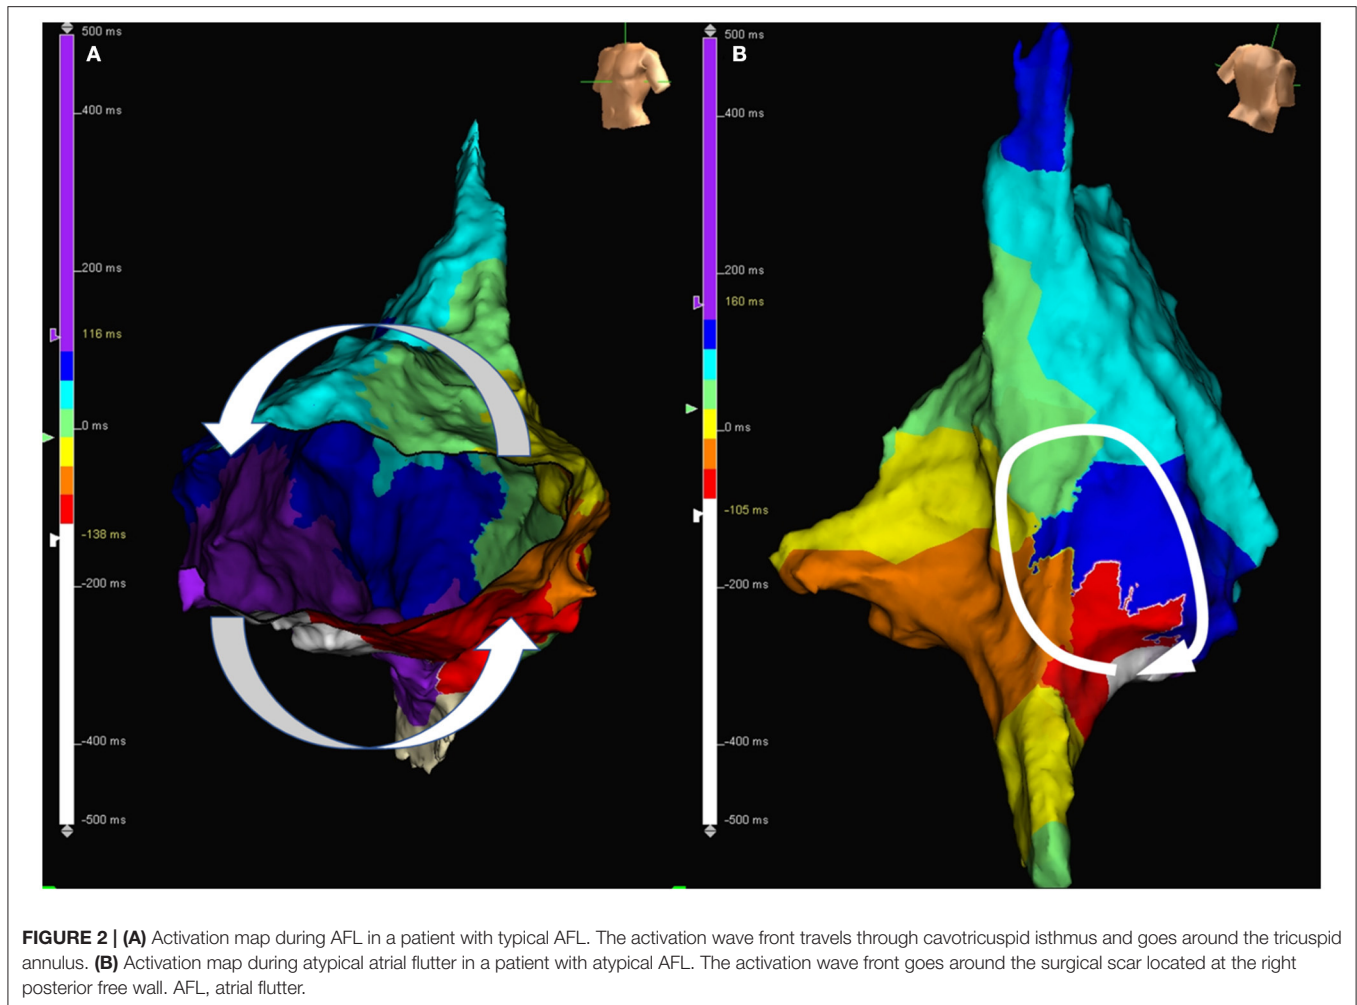 500 ms
A
400 ms
200 ms
116 ms
0 ms
-138 ms
-200 ms
-400 ms
-500 ms
500 ms
B
400 ms
200 ms
160 ms
0 ms
-105 ms
-200 ms
-400 ms
-500 ms
FIGURE 2 | (A) Activation map during AFL in a patient with typical AFL. The activation wave front travels through cavotricuspid isthmus and goes around the tricuspid
annulus. (B) Activation map during atypical atrial flutter in a patient with atypical AFL. The activation wave front goes around the surgical scar located at the right
posterior free wall. AFL, atrial flutter.